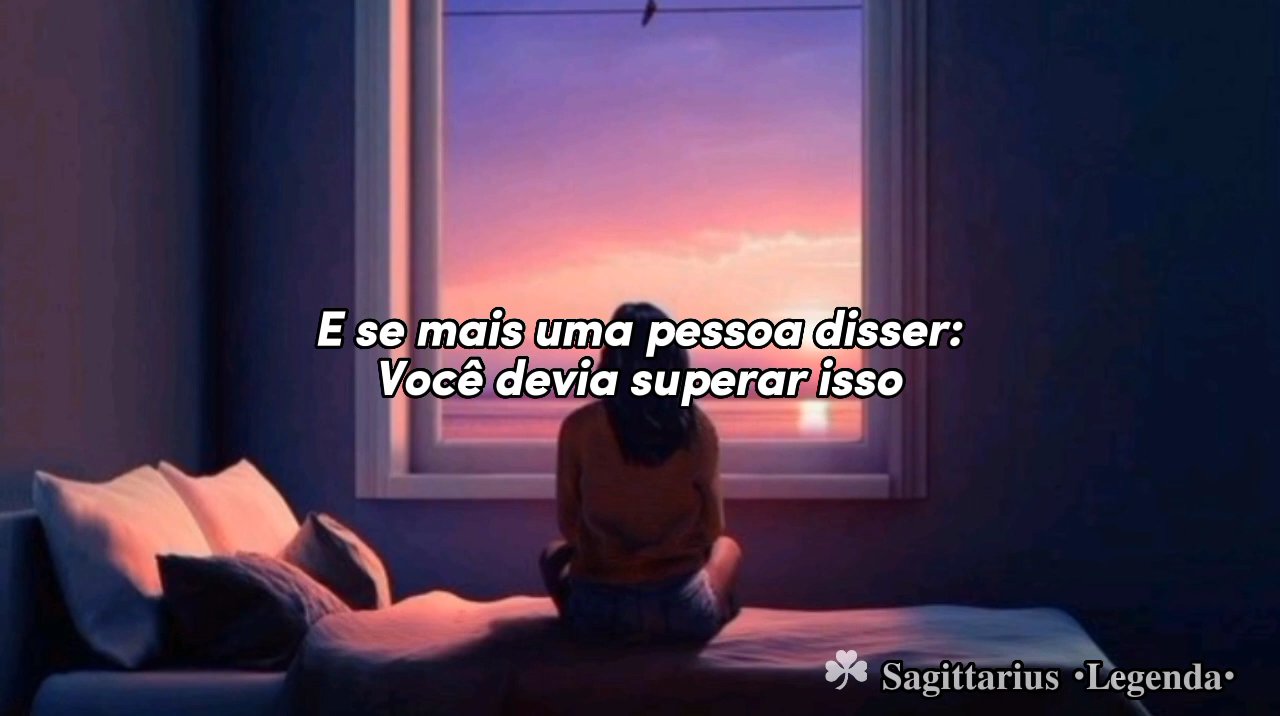 E se mais uma pessoa disser:
Você devia superar isso
☘ Sagittarius •Legenda•